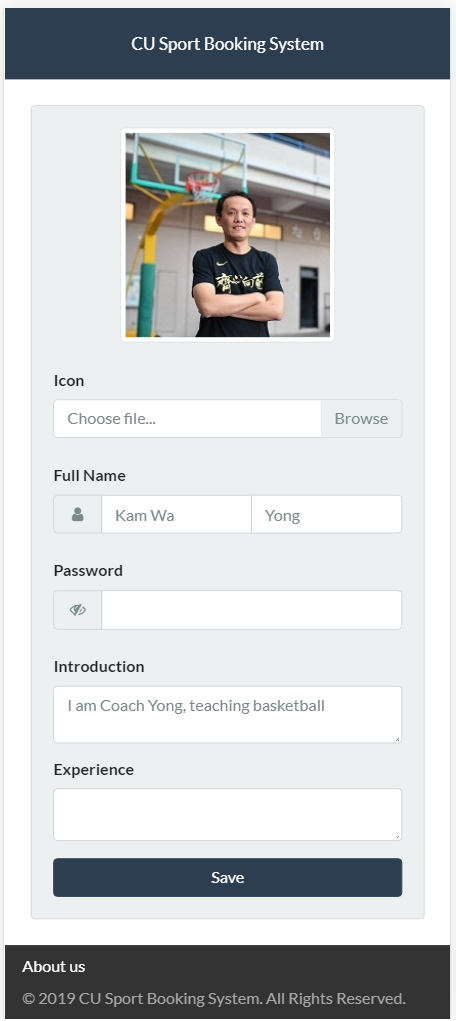 CU Sport Booking System
Icon
Choose file... Browse
Full Name
Kam Wa Yong
Password
Introduction
I am Coach Yong, teaching basketball
Experience
Save
About us
© 2019 CU Sport Booking System. All Rights Reserved.